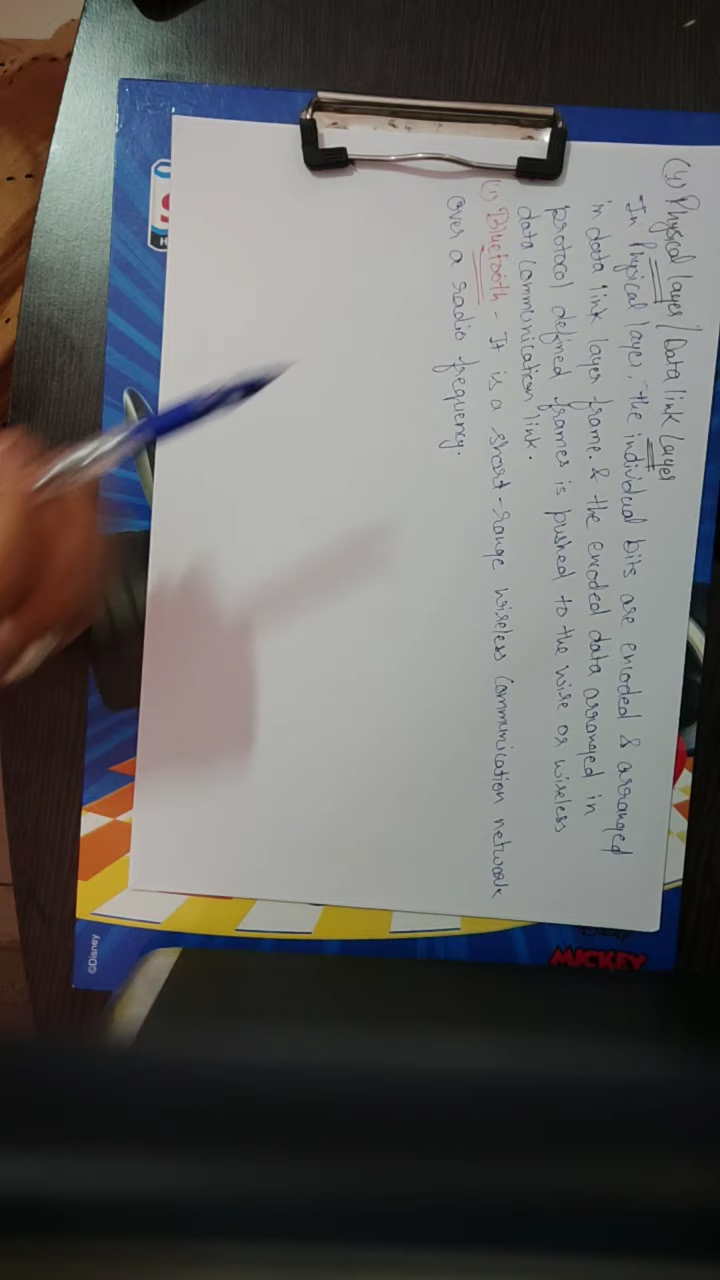 (4) Physical layer / Data link layer
In Physical layer, the individual bits are encoded & arranged
in data link layer frame. & the encoded data arranged in
protocol defined frames is pushed to the wire or wireless
data communication link.
(i) Bluetooth - It is a short-range wireless communication network
over a radio frequency.
MICKEY
©Disney